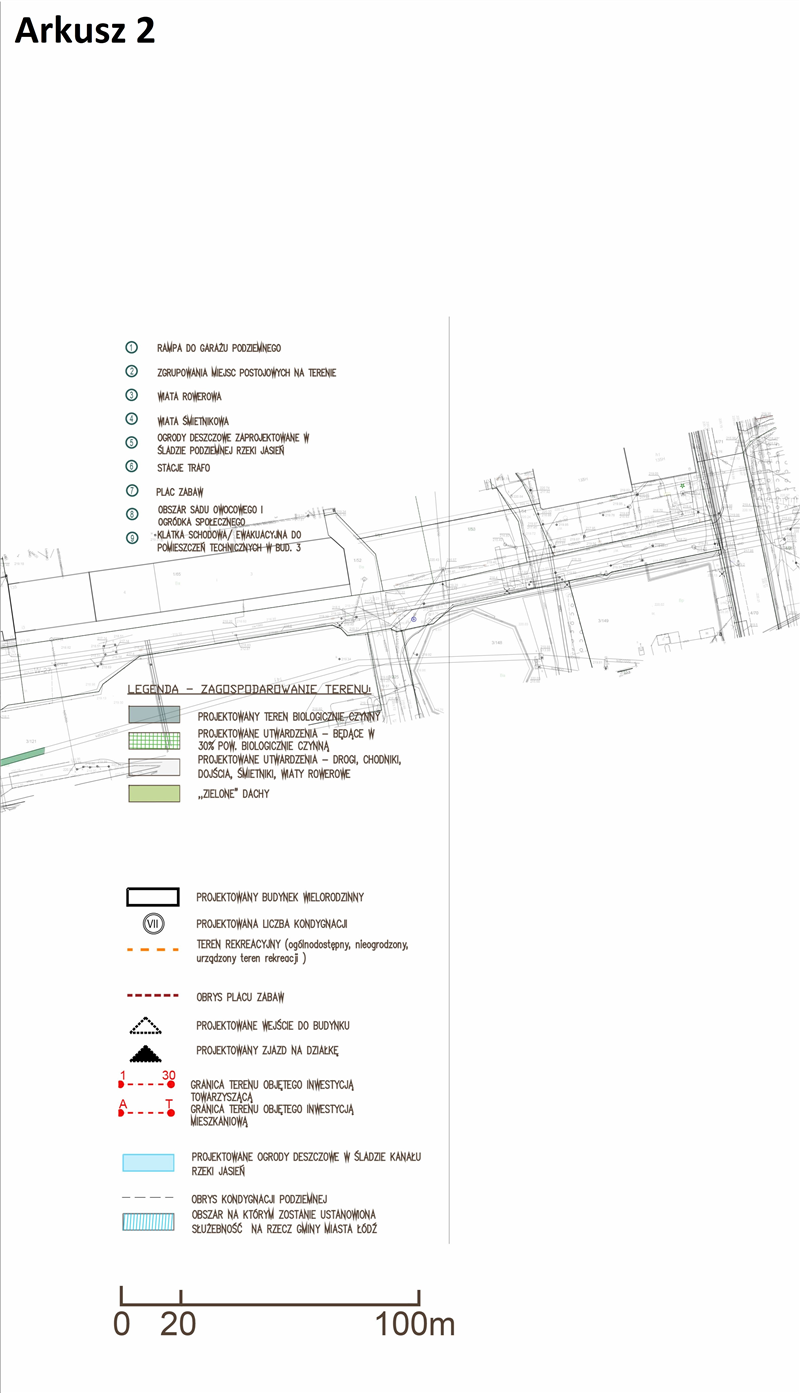 Arkusz 2
1 RAMPA DO GARAŻU PODZIEMNEGO
2 ZGRUPOWANIA MIEJSC POSTOJOWYCH NA TERENIE
3 WIATA ROWEROWA
4 WIATA ŚMIETNIKOWA
5 OGRODY DESZCZOWE ZAPROJEKTOWANE W
ŚLADZIE PODZIEMNEJ RZEKI JASIEŃ
6 STACJE TRAFO
7 PLAC ZABAW
8 OBSZAR SADU OWOCOWEGO I
OGRÓDKA SPOŁECZNEGO
9 KLATKA SCHODOWA/ EWAKUACYJNA DO
POMIESZCZEŃ TECHNICZNYCH W BUD. 3
LEGENDA – ZAGOSPODAROWANIE TERENU:
PROJEKTOWANY TEREN BIOLOGICZNIE CZYNNY
PROJEKTOWANE UTWARDZENIA – BĘDĄCE W
30% POW. BIOLOGICZNIE CZYNNĄ
PROJEKTOWANE UTWARDZENIA – DROGI, CHODNIKI,
DOJŚCIA, ŚMIETNIKI, WIATY ROWEROWE
„ZIELONE" DACHY
PROJEKTOWANY BUDYNEK WIELORODZINNY
VII PROJEKTOWANA LICZBA KONDYGNACJI
TEREN REKREACYJNY (ogólnodostępny, nieogrodzony,
urządzony teren rekreacji )
OBRYS PLACU ZABAW
PROJEKTOWANE WEJŚCIE DO BUDYNKU
PROJEKTOWANY ZJAZD NA DZIAŁKĘ
1 30 GRANICA TERENU OBJĘTEGO INWESTYCJĄ
TOWARZYSZĄCĄ
A T GRANICA TERENU OBJĘTEGO INWESTYCJĄ
MIESZKANIOWĄ
PROJEKTOWANE OGRODY DESZCZOWE W ŚLADZIE KANAŁU
RZEKI JASIEŃ
OBRYS KONDYGNACJI PODZIEMNEJ
OBSZAR NA KTÓRYM ZOSTANIE USTANOWIONA
SŁUŻEBNOŚĆ NA RZECZ GMINY MIASTA ŁÓDŹ
0 20 100m